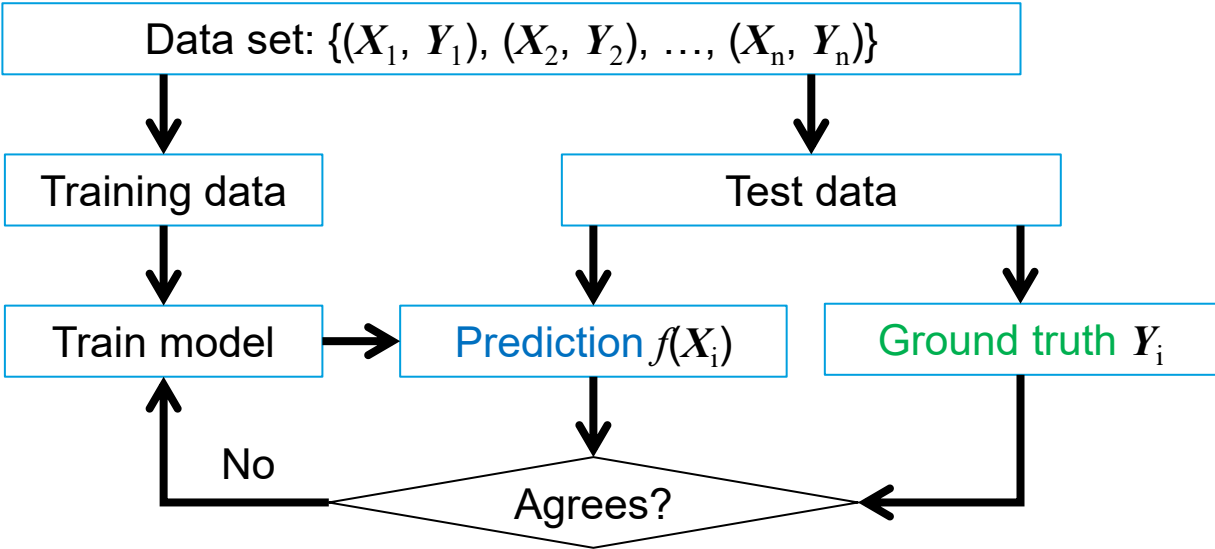 Data set: {(X₁, Y₁), (X₂, Y₂), …, (Xₙ, Yₙ)}
Training data
Test data
Train model
Prediction f(Xᵢ)
Ground truth Yᵢ
No
Agrees?